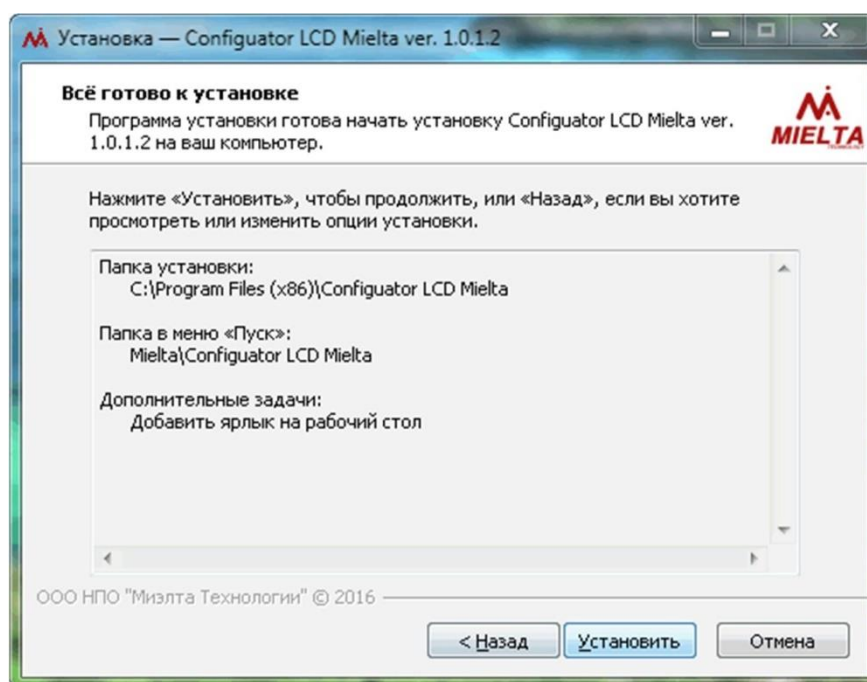 Установка — Configuator LCD Mielta ver. 1.0.1.2
Всё готово к установке
Программа установки готова начать установку Configuator LCD Mielta ver.
1.0.1.2 на ваш компьютер.
MIELTA
Нажмите «Установить», чтобы продолжить, или «Назад», если вы хотите
просмотреть или изменить опции установки.
Папка установки:
C:\Program Files (x86)\Configuator LCD Mielta
Папка в меню «Пуск»:
Mielta\Configuator LCD Mielta
Дополнительные задачи:
Добавить ярлык на рабочий стол
ООО НПО "Миэлта Технологии" © 2016
< Назад
Установить
Отмена